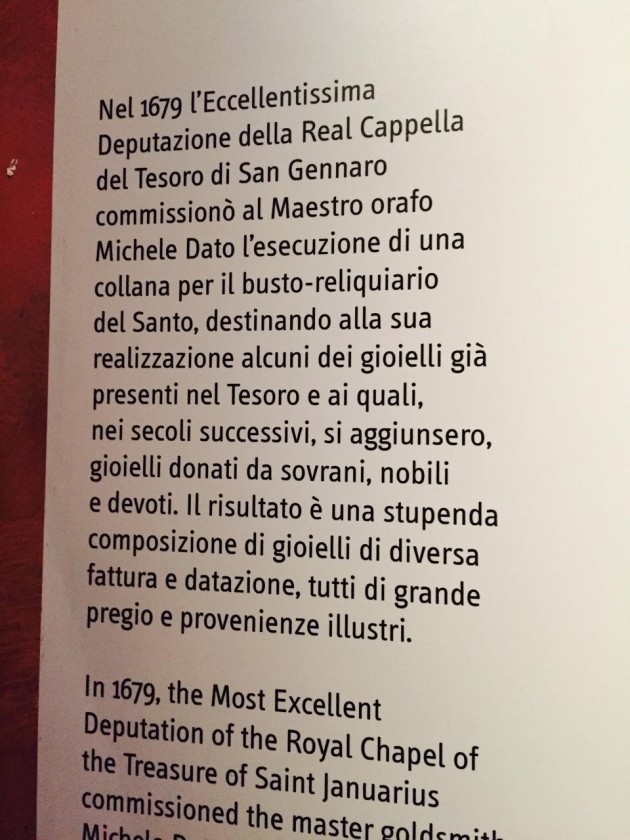 Nel 1679 l'Eccellentissima
Deputazione della Real Cappella
del Tesoro di San Gennaro
commissionò al Maestro orafo
Michele Dato l'esecuzione di una
collana per il busto-reliquiario
del Santo, destinando alla sua
realizzazione alcuni dei gioielli già
presenti nel Tesoro e ai quali,
nei secoli successivi, si aggiunsero,
gioielli donati da sovrani, nobili
e devoti. Il risultato è una stupenda
composizione di gioielli di diversa
fattura e datazione, tutti di grande
pregio e provenienze illustri.
In 1679, the Most Excellent
Deputation of the Royal Chapel of
the Treasure of Saint Januarius
commissioned the master goldsmith
Michele